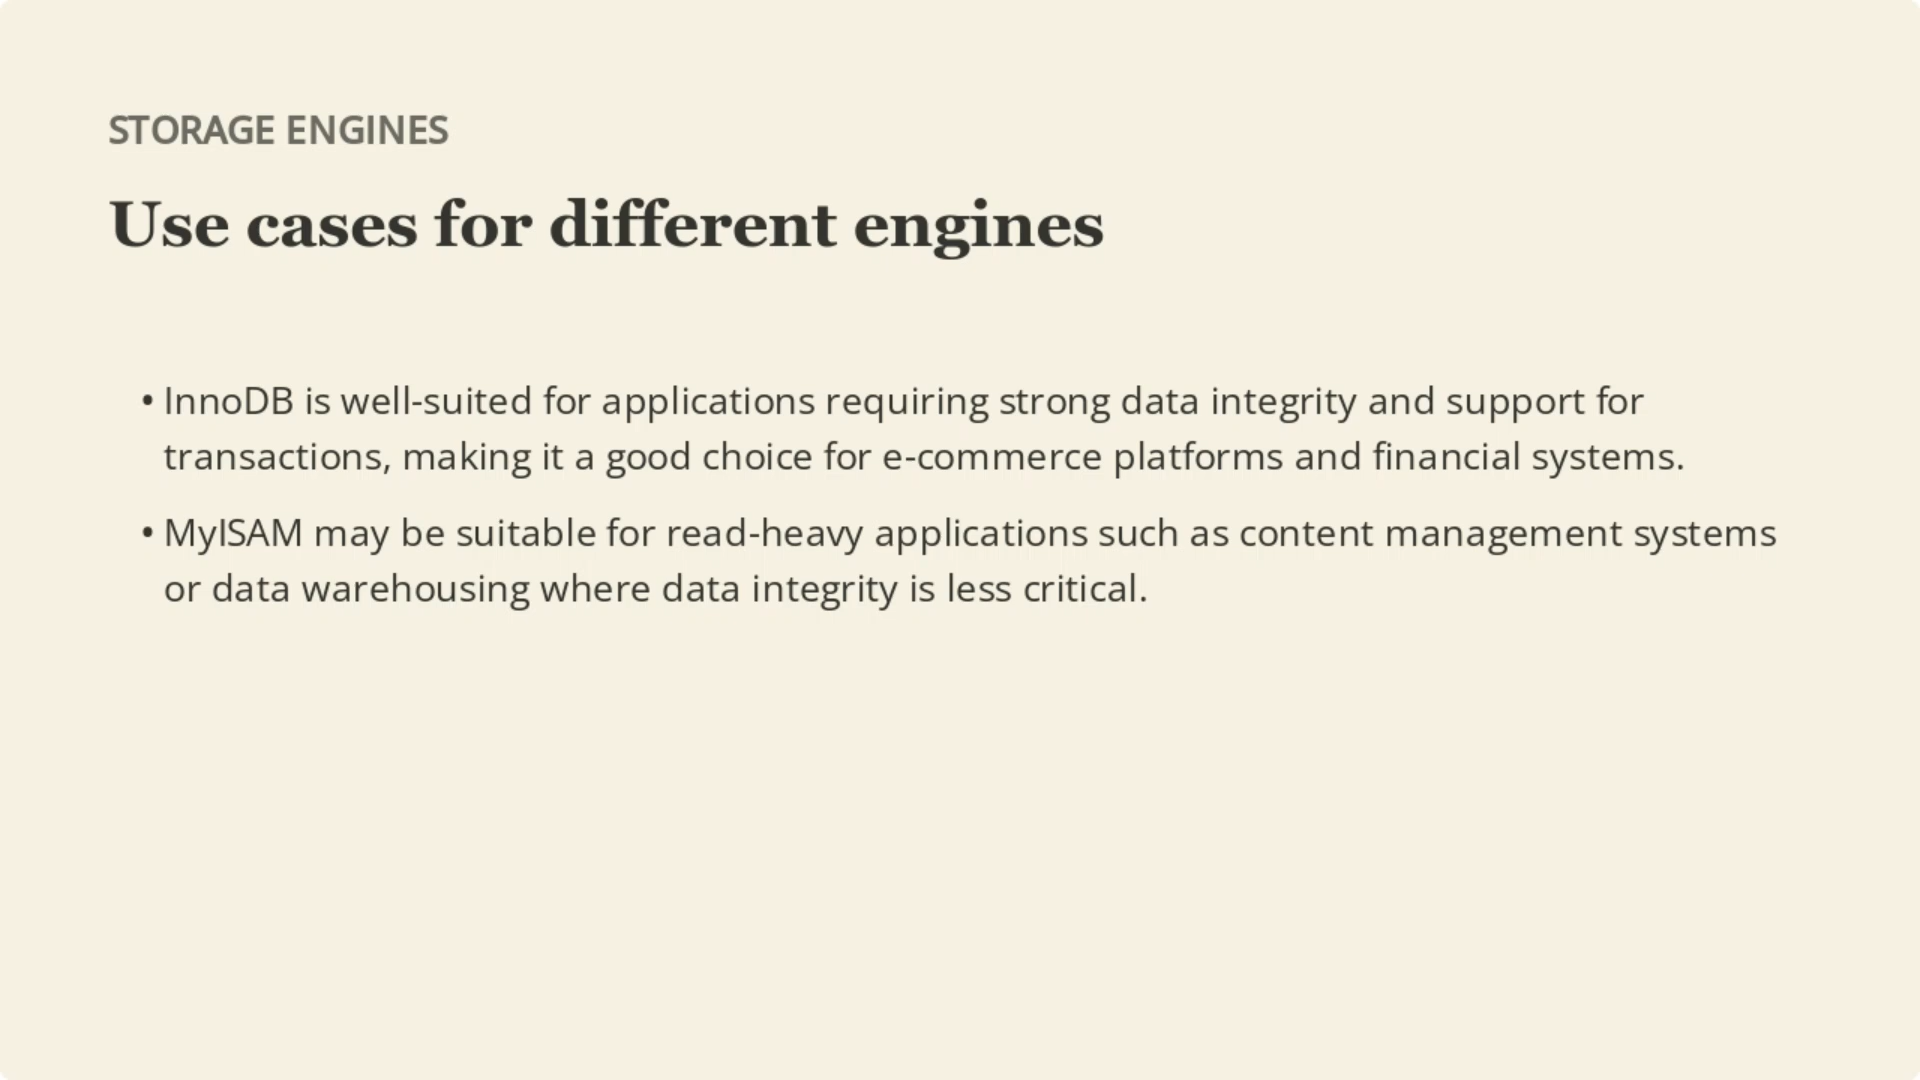 STORAGE ENGINES
Use cases for different engines
• InnoDB is well-suited for applications requiring strong data integrity and support for
transactions, making it a good choice for e-commerce platforms and financial systems.
• MyISAM may be suitable for read-heavy applications such as content management systems
or data warehousing where data integrity is less critical.